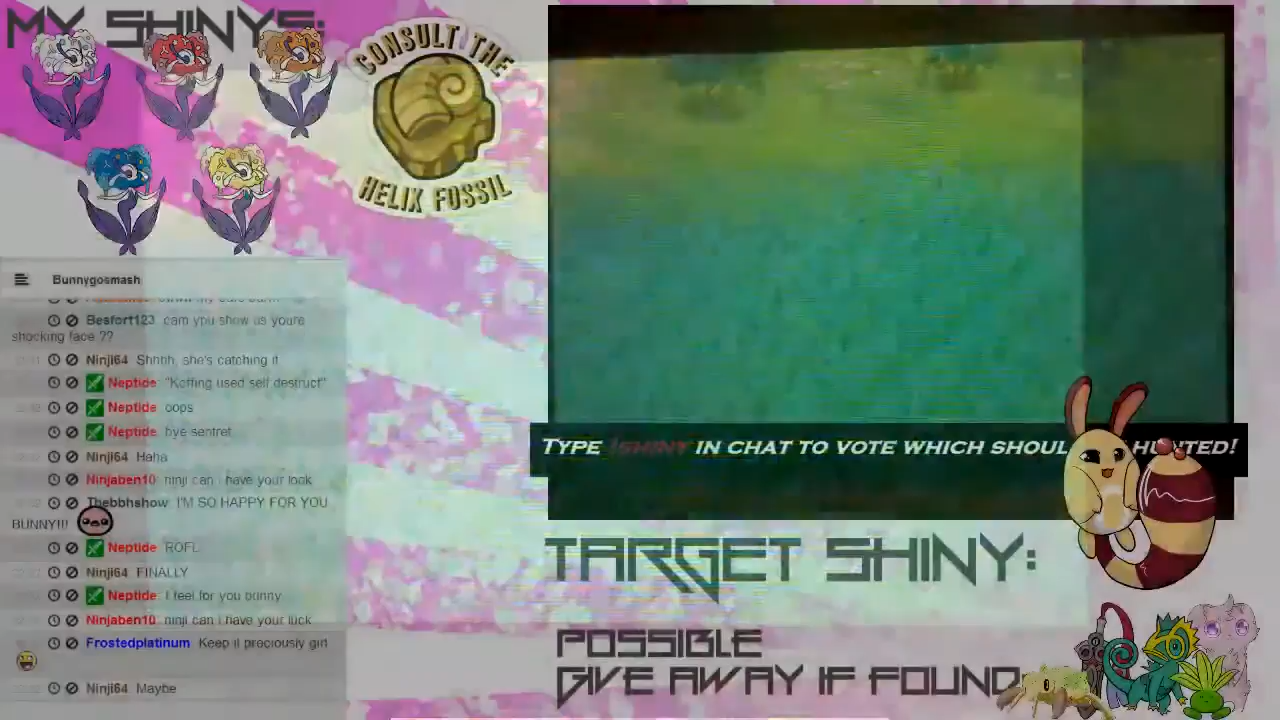 MY SHINYS:
CONSULT THE
HELIX FOSSIL
Bunnygosmash
Besfort123 cam you show us youre
shocking face ??
Ninji64 Shhhh, she's catching it
Neptide "Koffing used self destruct"
Neptide oops
Neptide bye sentret
Ninji64 Haha
Ninjaben10 ninji can i have your lock
Thebbhshow I'M SO HAPPY FOR YOU
BUNNY!!!
Neptide ROFL
Ninji64 FINALLY
Neptide I feel for you bunny
Ninjaben10 ninji can i have your luck
Frostedplatinum Keep it preciously girl
Ninji64 Maybe
TYPE !SHINY IN CHAT TO VOTE WHICH SHOUL HUNTED!
TARGET SHINY:
POSSIBLE
GIVE AWAY IF FOUND